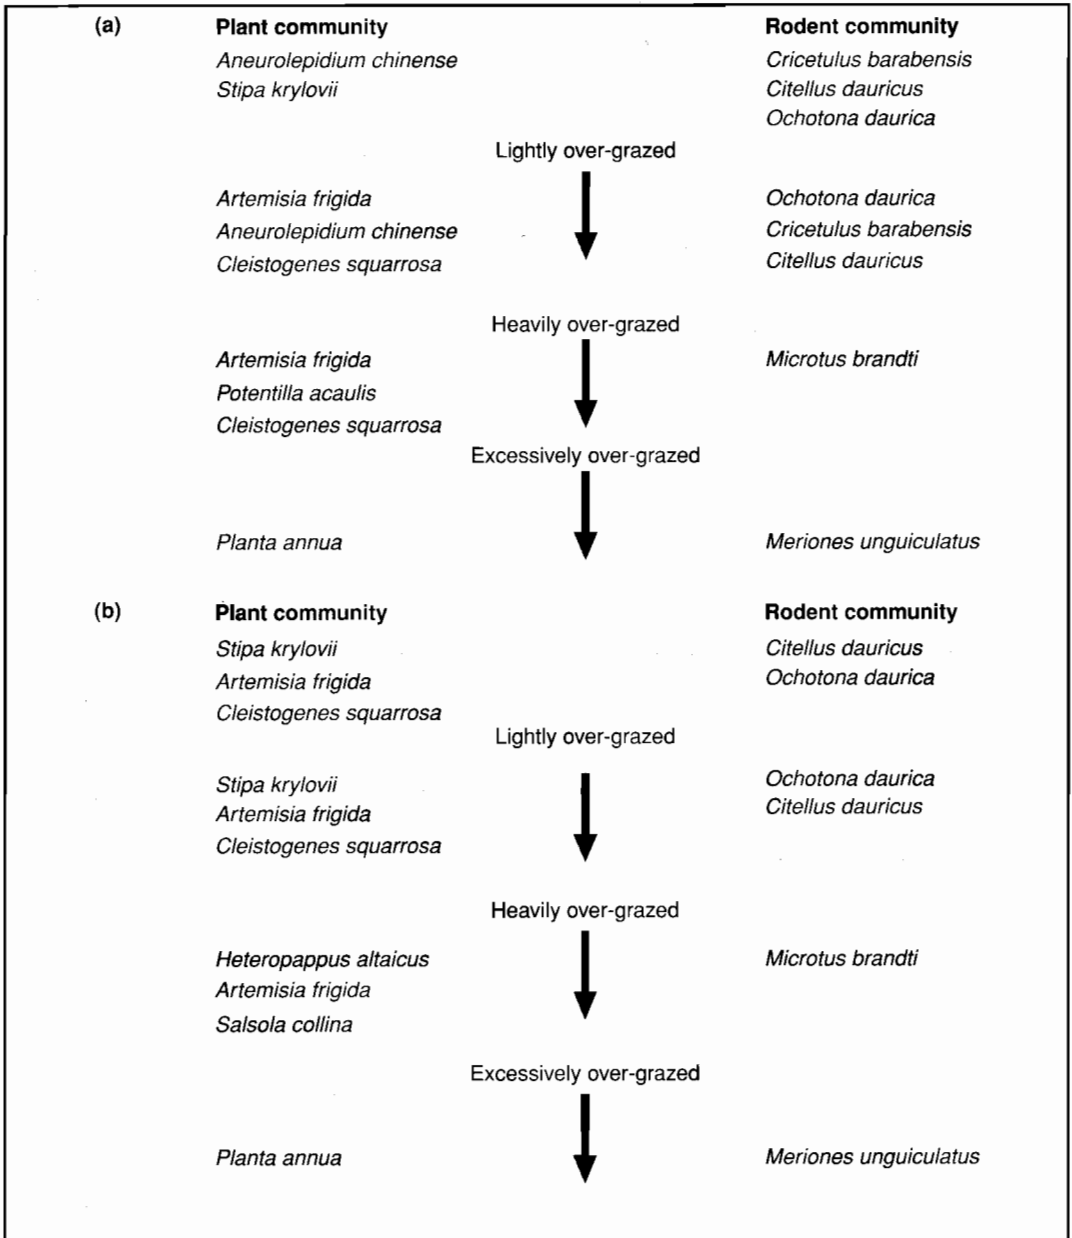 (a) Plant community Rodent community
Aneurolepidium chinense Cricetulus barabensis
Stipa krylovii Citellus dauricus
Ochotona daurica
Lightly over-grazed
Artemisia frigida Ochotona daurica
Aneurolepidium chinense Cricetulus barabensis
Cleistogenes squarrosa Citellus dauricus
Heavily over-grazed
Artemisia frigida Microtus brandti
Potentilla acaulis
Cleistogenes squarrosa
Excessively over-grazed
Planta annua Meriones unguiculatus
(b) Plant community Rodent community
Stipa krylovii Citellus dauricus
Artemisia frigida Ochotona daurica
Cleistogenes squarrosa
Lightly over-grazed
Stipa krylovii Ochotona daurica
Artemisia frigida Citellus dauricus
Cleistogenes squarrosa
Heavily over-grazed
Heteropappus altaicus Microtus brandti
Artemisia frigida
Salsola collina
Excessively over-grazed
Planta annua Meriones unguiculatus